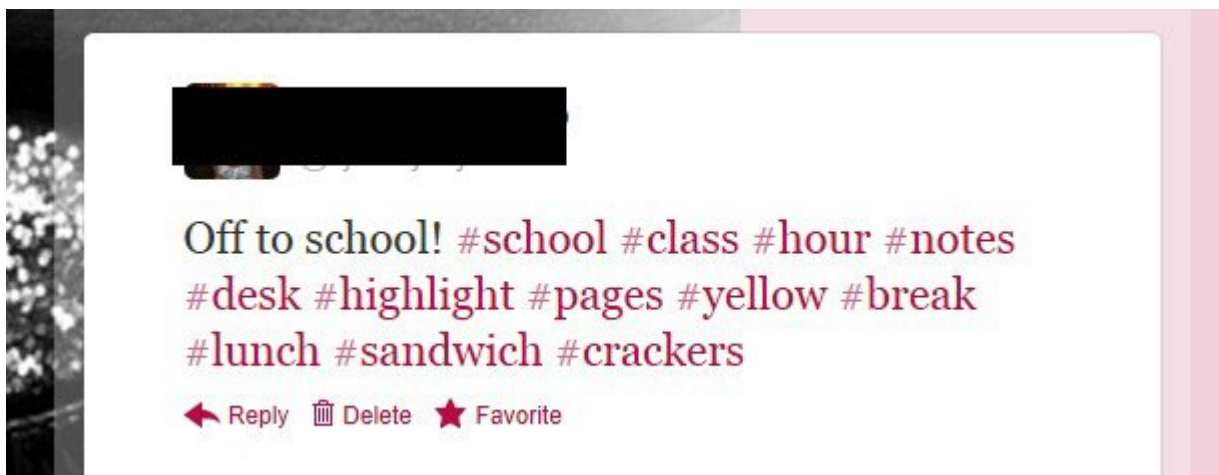 Off to school! #school #class #hour #notes
#desk #highlight #pages #yellow #break
#lunch #sandwich #crackers
Reply Delete Favorite